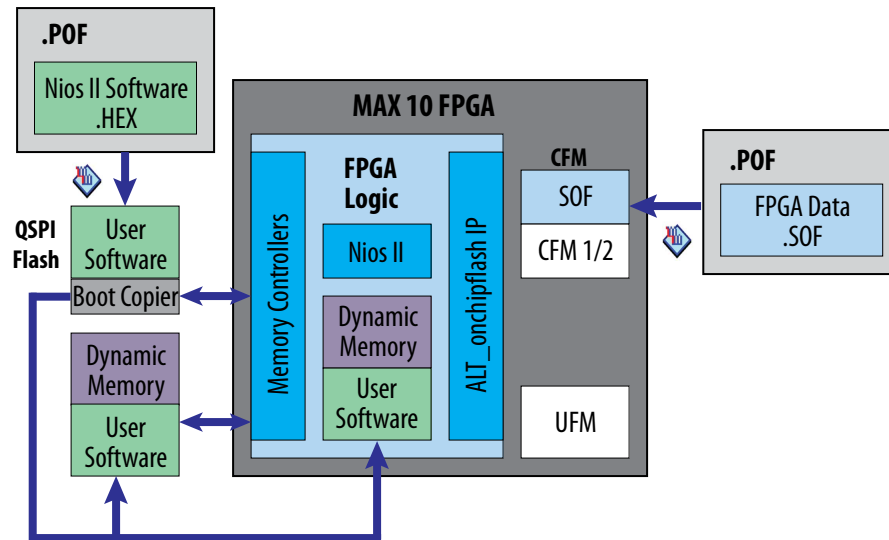 .POF
Nios II Software
.HEX
QSPI
Flash
User
Software
Boot Copier
Dynamic
Memory
User
Software
MAX 10 FPGA
Memory Controllers
FPGA
Logic
Nios II
Dynamic
Memory
User
Software
ALT_onchipflash IP
CFM
SOF
CFM 1/2
UFM
.POF
FPGA Data
.SOF